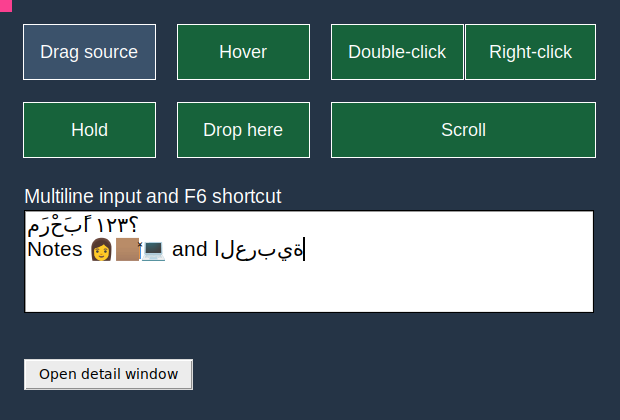 Drag source
Hover
Double-click
Right-click
Hold
Drop here
Scroll
Multiline input and F6 shortcut
مَرْحَبًا ١٢٣؟
Notes 👩🏽‍💻 and العربية
Open detail window